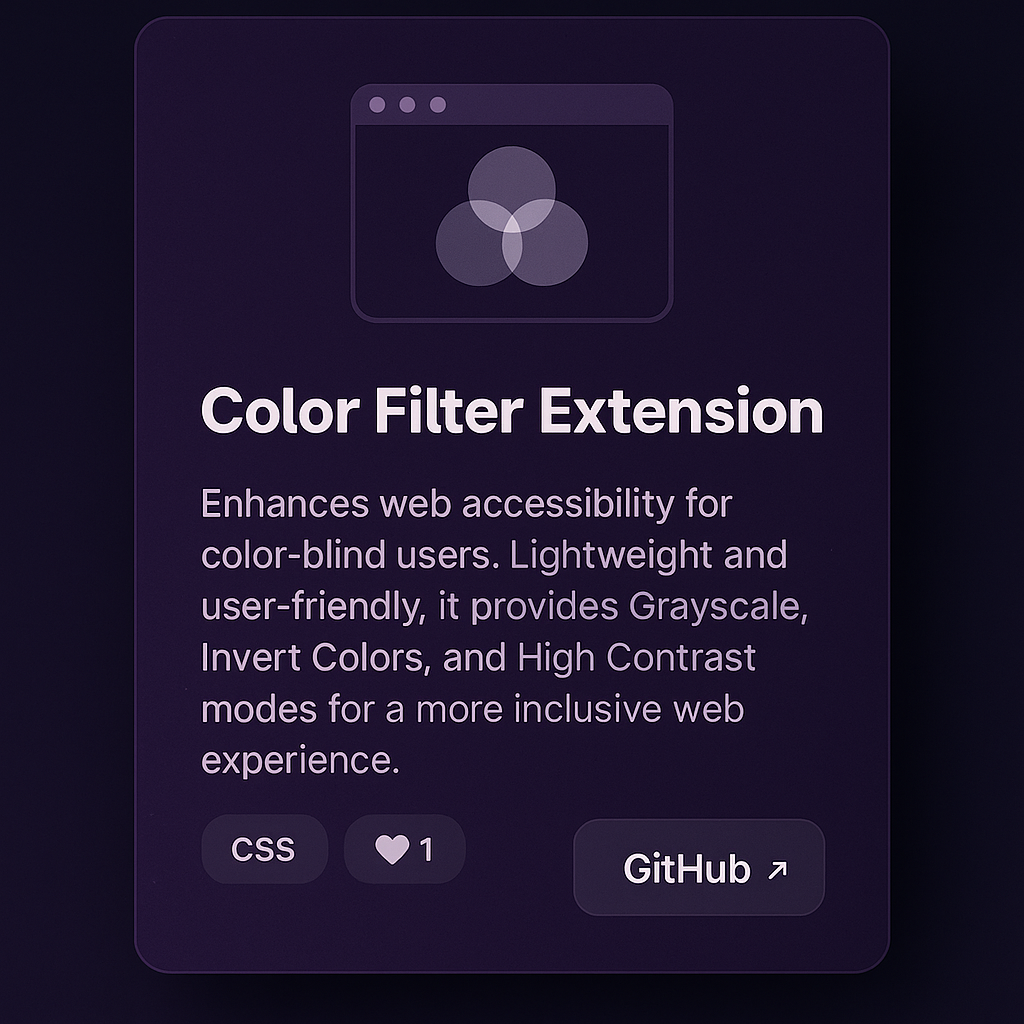 Color Filter Extension
Enhances web accessibility for
color-blind users. Lightweight and
user-friendly, it provides Grayscale,
Invert Colors, and High Contrast
modes for a more inclusive web
experience.
CSS
♥ 1
GitHub ↗